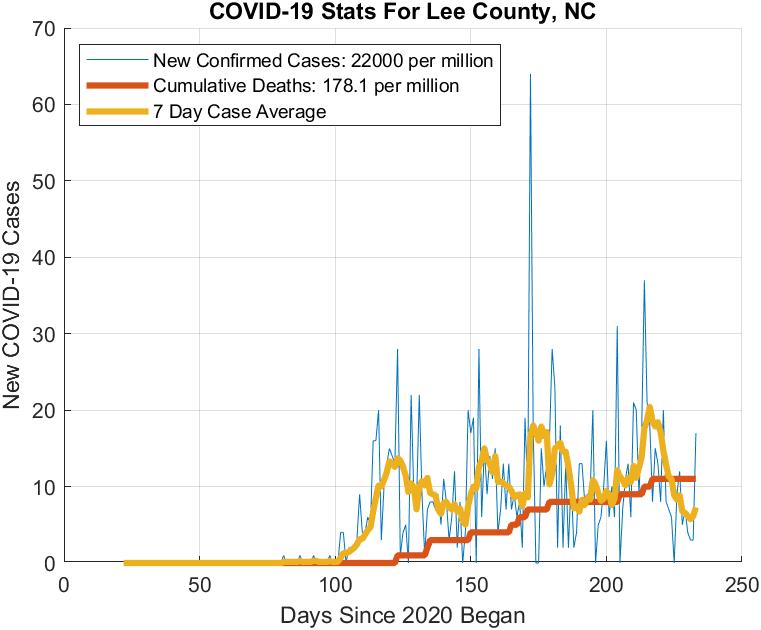 COVID-19 Stats For Lee County, NC
70
60
50
40
30
20
10
0
New COVID-19 Cases
New Confirmed Cases: 22000 per million
Cumulative Deaths: 178.1 per million
7 Day Case Average
0
50
100
150
200
250
Days Since 2020 Began